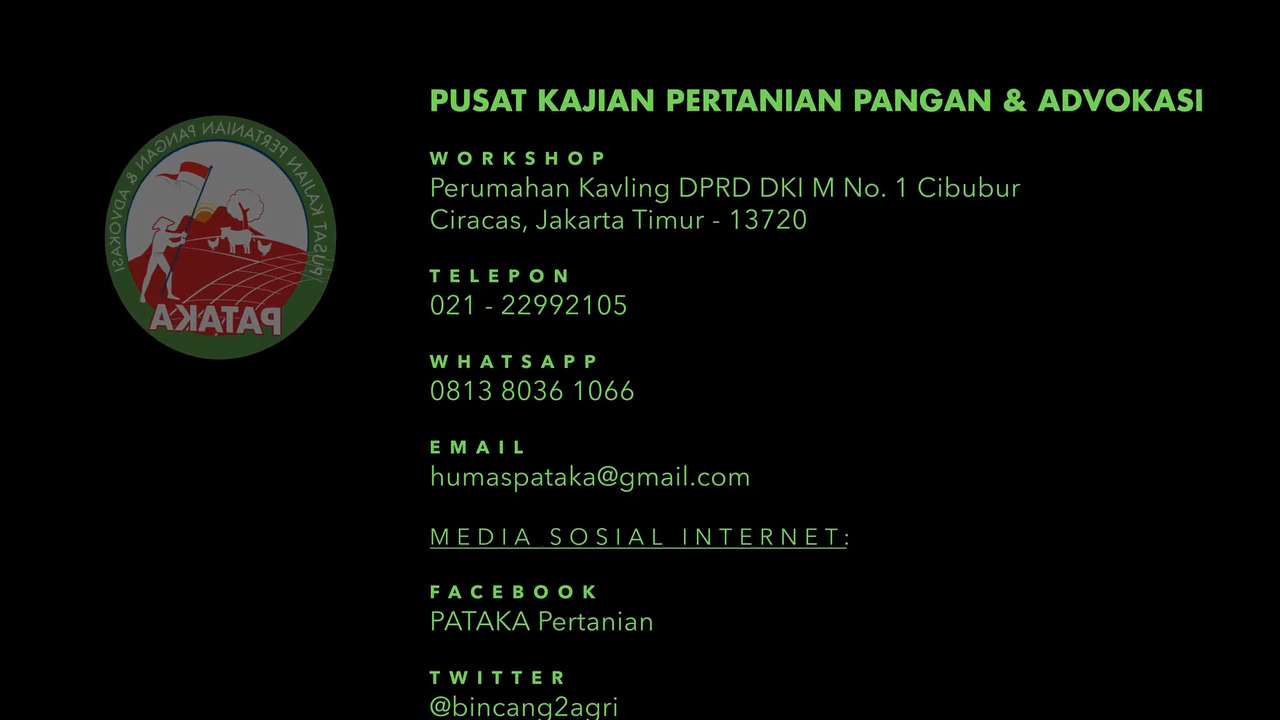 PUSAT KAJIAN PERTANIAN PANGAN & ADVOKASI
WORKSHOP
Perumahan Kavling DPRD DKI M No. 1 Cibubur
Ciracas, Jakarta Timur - 13720
TELEPON
021 - 22992105
WHATSAPP
0813 8036 1066
EMAIL
humaspataka@gmail.com
MEDIA SOSIAL INTERNET:
FACEBOOK
PATAKA Pertanian
TWITTER
@bincang2agri
PUSAT KAJIAN PERTANIAN PANGAN & ADVOKASI
PATAKA